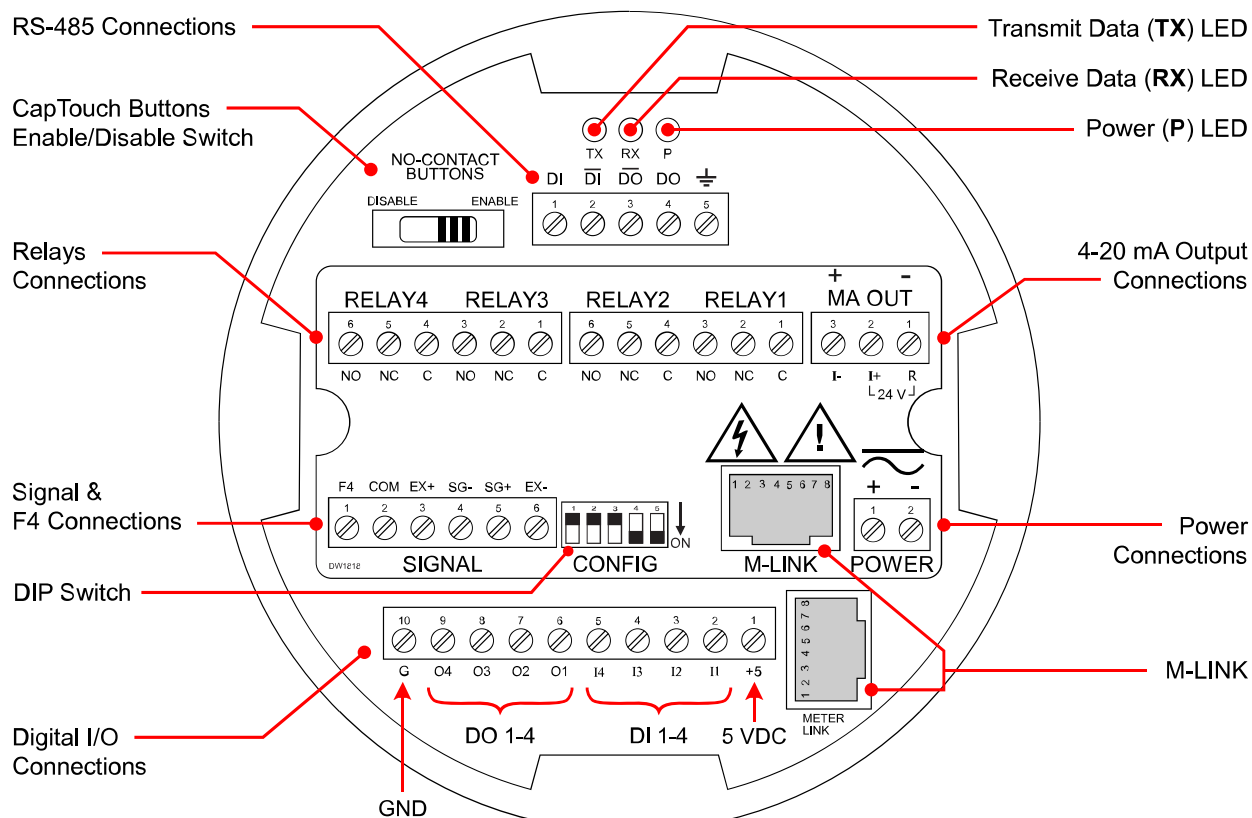 RS-485 Connections
Transmit Data (TX) LED
Receive Data (RX) LED
Power (P) LED
CapTouch Buttons
Enable/Disable Switch
TX RX P
NO-CONTACT
BUTTONS
DI DI DO DO
DISABLE ENABLE
1 2 3 4 5
Relays
Connections
4-20 mA Output
Connections
+ -
RELAY4 RELAY3 RELAY2 RELAY1 MA OUT
6 5 4 3 2 1 6 5 4 3 2 1 3 2 1
NO NC C NO NC C NO NC C NO NC C I- I+ R
24 V
Signal &
F4 Connections
F4 COM EX+ SG- SG+ EX-
1 2 3 4 5 6
1 2 3 4 5
ON
1 2 3 4 5 6 7 8
+ -
1 2
Power
Connections
DW1818 SIGNAL CONFIG M-LINK POWER
DIP Switch
10 9 8 7 6 5 4 3 2 1
G O4 O3 O2 O1 I4 I3 I2 I1 +5
1 2 3 4 5 6 7 8
METER
LINK
M-LINK
DO 1-4 DI 1-4 5 VDC
Digital I/O
Connections
GND